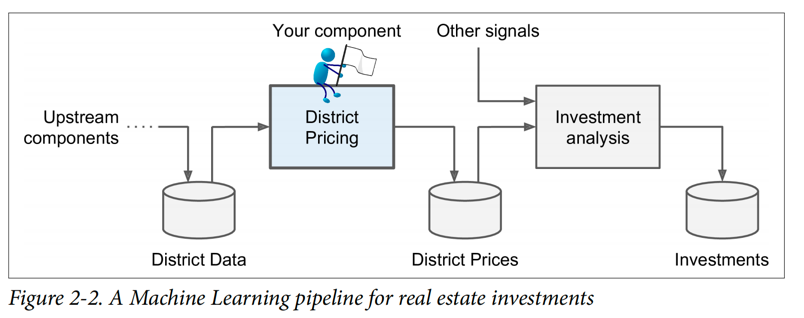 Your component
Other signals
Upstream
components
District
Pricing
Investment
analysis
District Data
District Prices
Investments
Figure 2-2. A Machine Learning pipeline for real estate investments